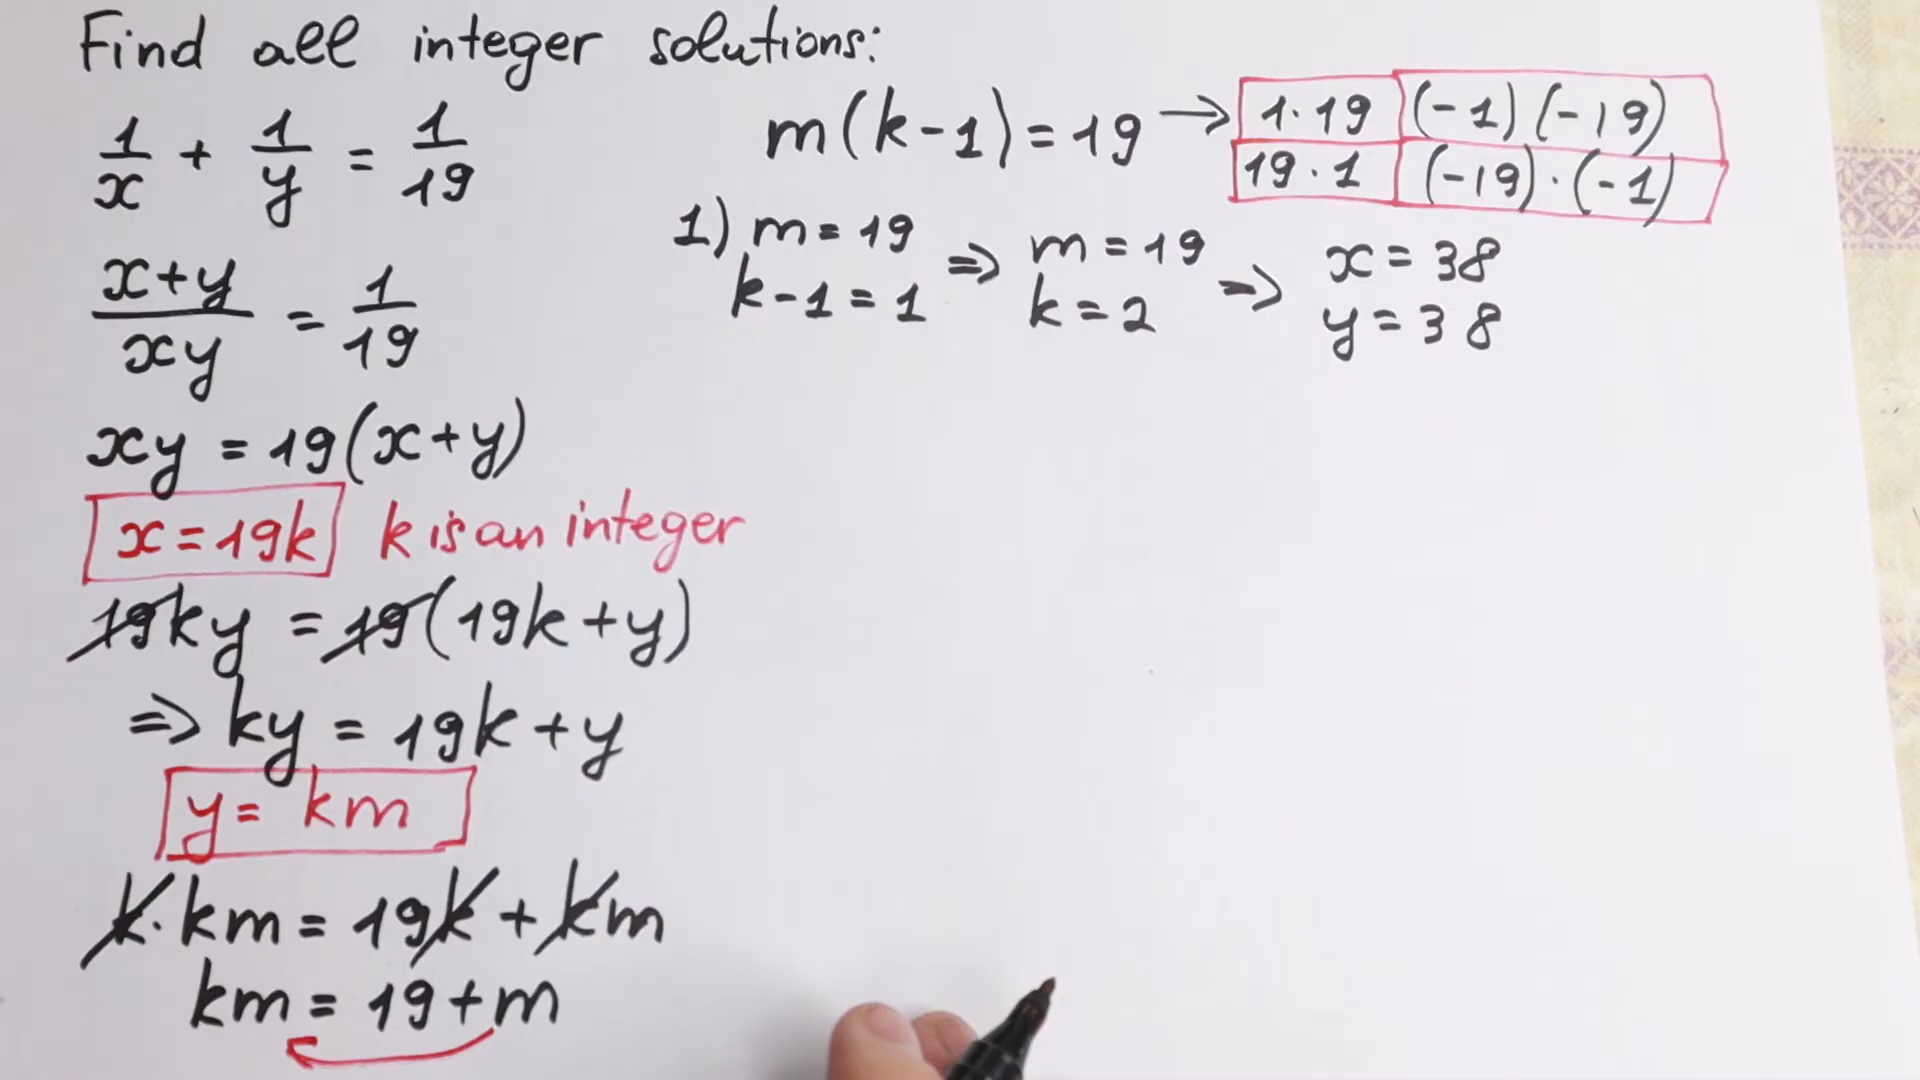 Find all integer solutions:
1/x + 1/y = 1/19
x+y/xy = 1/19
xy = 19(x+y)
x=19k k is an integer
19ky = 19(19k+y)
⇒ ky = 19k+y
y= km
k·km = 19k+km
km = 19+m
m(k-1)=19 → 1·19 (-1)(-19)
19·1 (-19)·(-1)
1) m=19 ⇒ m=19 ⇒ x=38
k-1=1 k=2 y=38